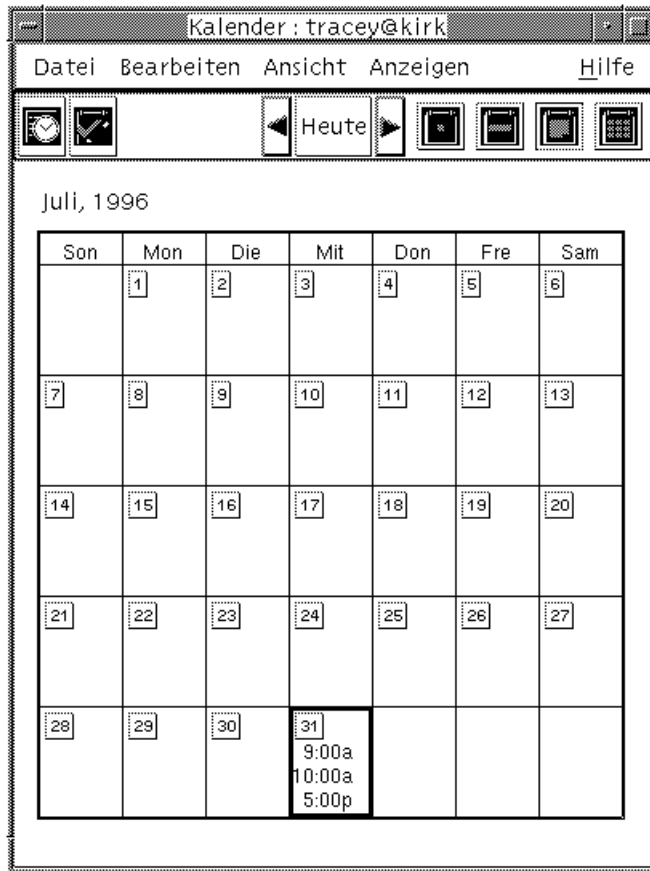 Kalender : tracey@kirk
Datei Bearbeiten Ansicht Anzeigen Hilfe
Heute
Juli, 1996
Son Mon Die Mit Don Fre Sam
1 2 3 4 5 6
7 8 9 10 11 12 13
14 15 16 17 18 19 20
21 22 23 24 25 26 27
28 29 30 31
9:00a
10:00a
5:00p